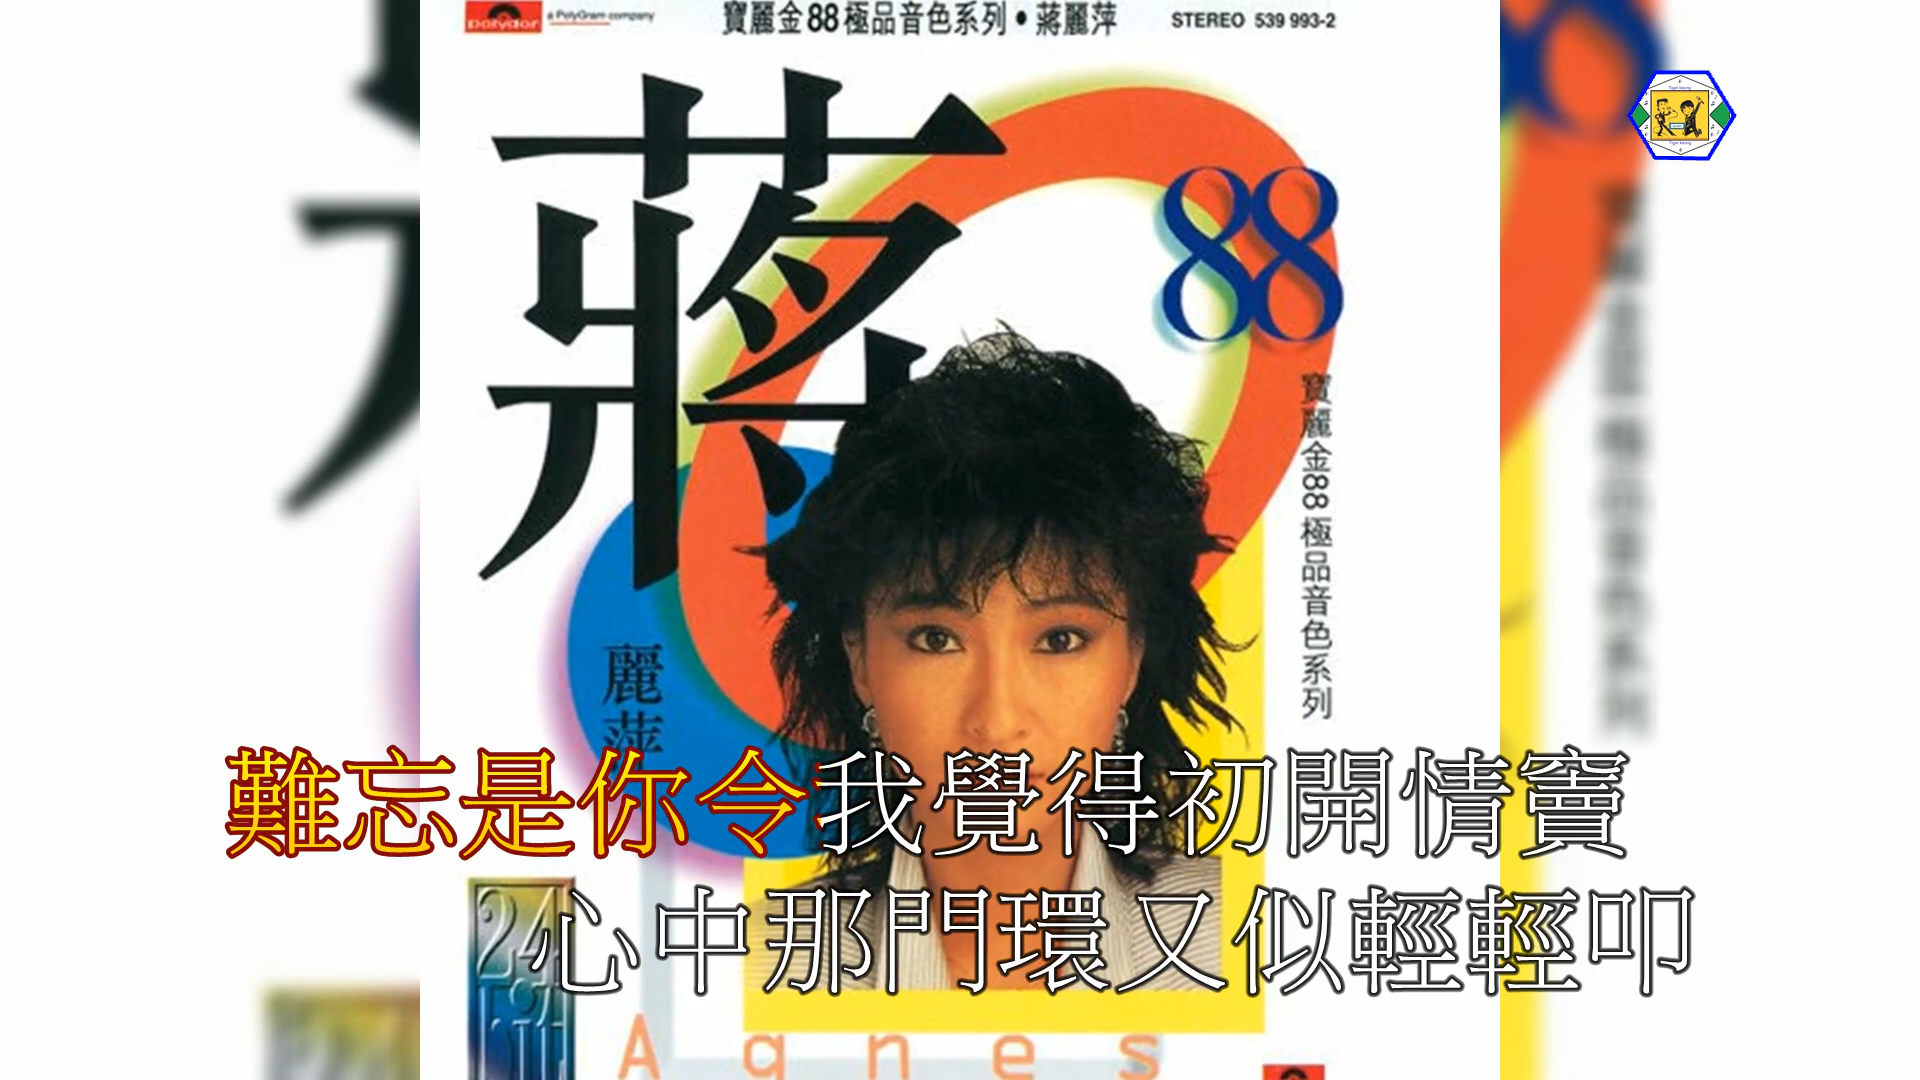 polydor
a PolyGram company
寶麗金88極品音色系列•蔣麗萍
STEREO 539 993-2
蔣
88
寶麗金88極品音色系列
麗萍
難忘是你令我覺得初開情竇
心中那門環又似輕輕叩
24
Bit
Agnes